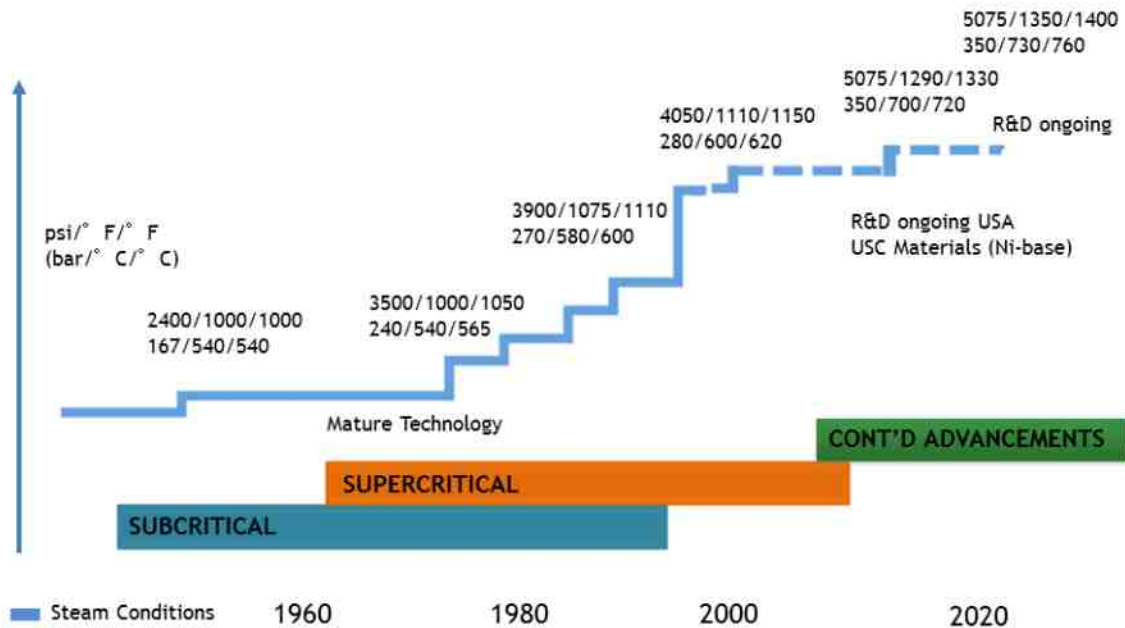 5075/1350/1400
350/730/760
5075/1290/1330
350/700/720
4050/1110/1150
280/600/620
R&D ongoing
3900/1075/1110
270/580/600
R&D ongoing USA
USC Materials (Ni-base)
psi/° F/° F
(bar/° C/° C)
3500/1000/1050
240/540/565
2400/1000/1000
167/540/540
Mature Technology
CONT'D ADVANCEMENTS
SUPERCRITICAL
SUBCRITICAL
Steam Conditions
1960
1980
2000
2020